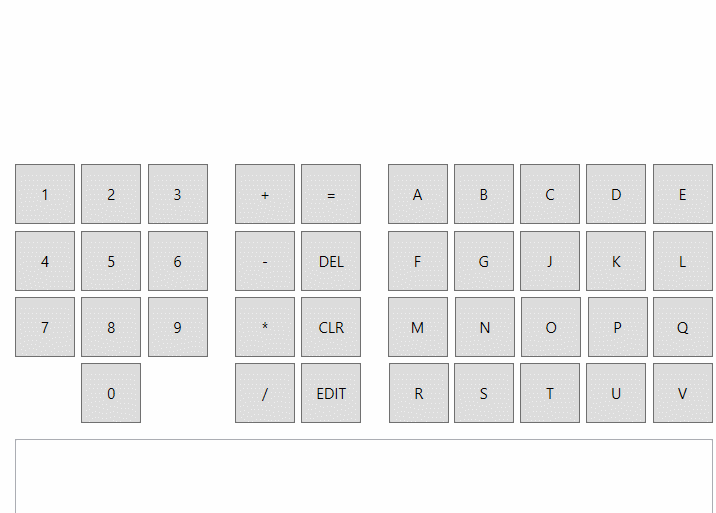 1 2 3 + = A B C D E
4 5 6 - DEL F G J K L
7 8 9 * CLR M N O P Q
0 / EDIT R S T U V